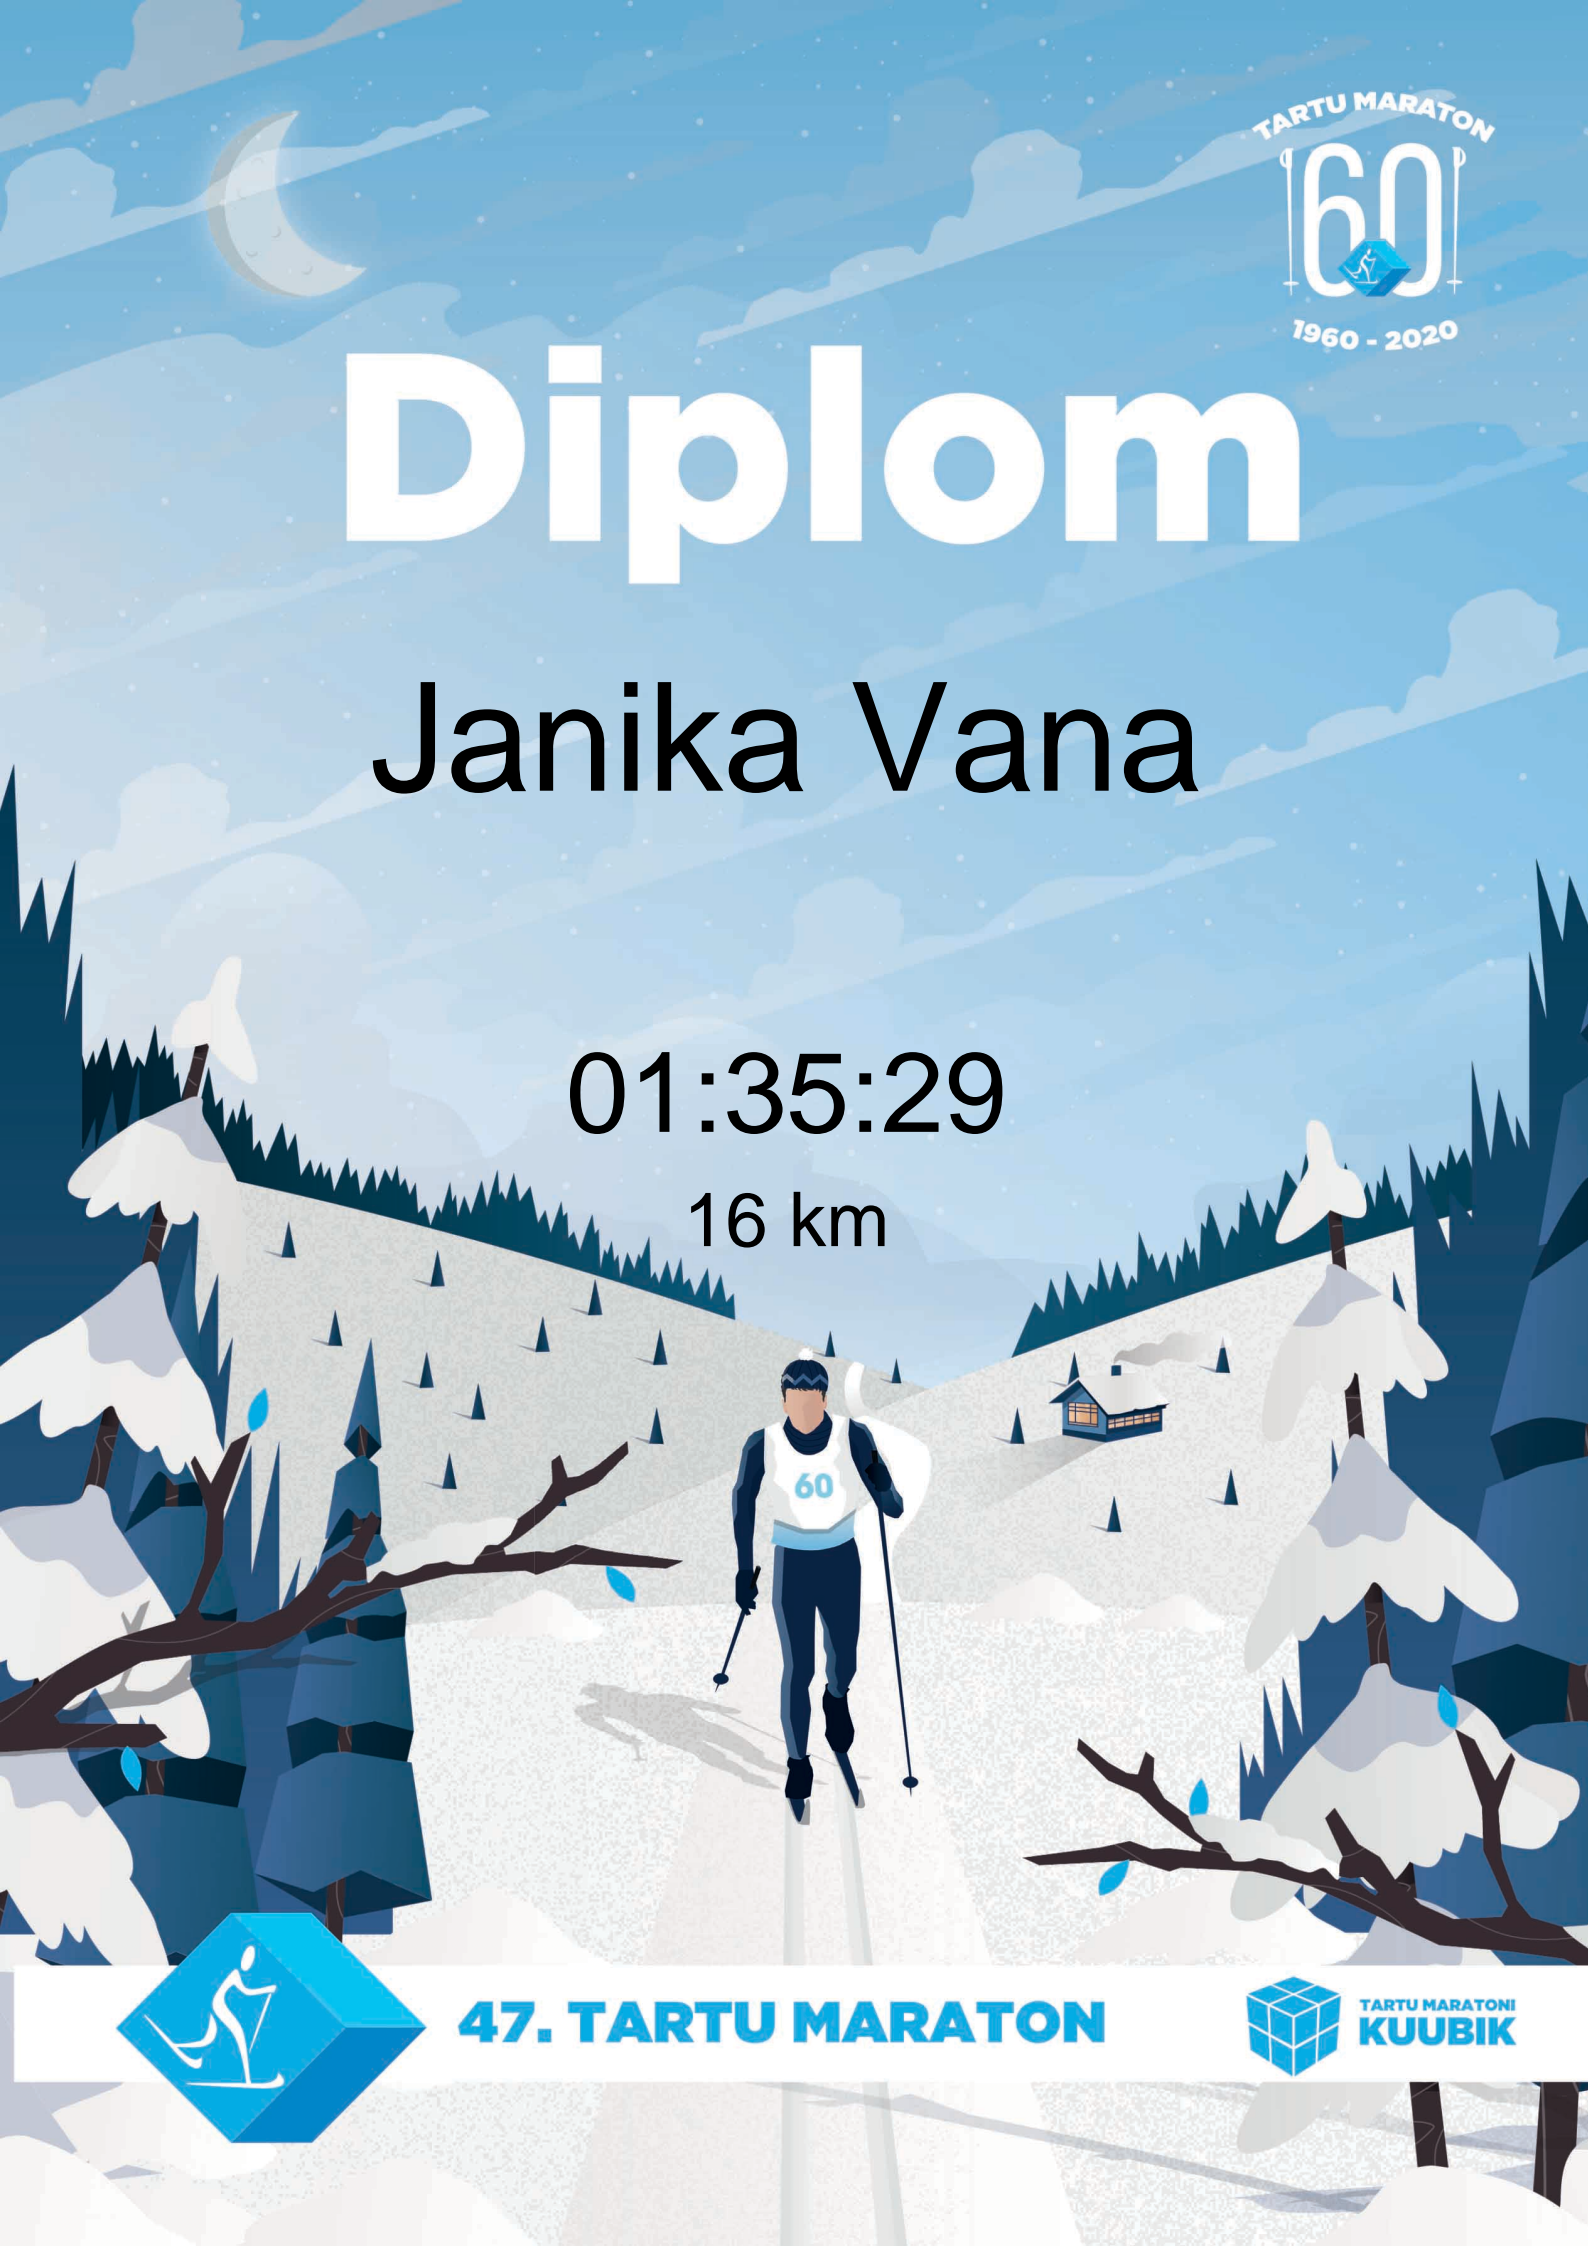 TARTU MARATON
60
1960 - 2020
Diplom
Janika Vana
01:35:29
16 km
60
47. TARTU MARATON
TARTU MARATONI
KUUBIK